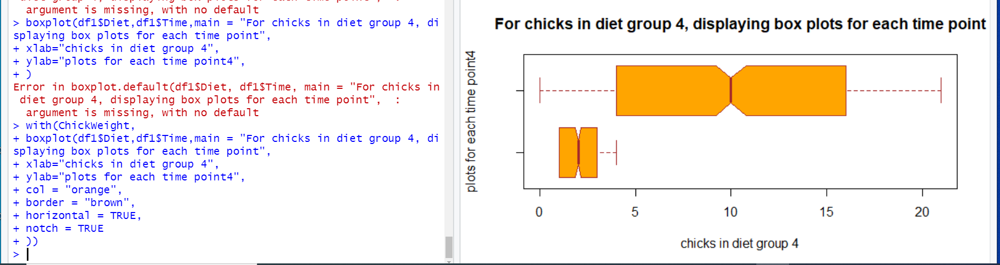 argument is missing, with no default
> boxplot(df1$Diet,df1$Time,main = "For chicks in diet group 4, di
splaying box plots for each time point",
+ xlab="chicks in diet group 4",
+ ylab="plots for each time point4",
+ )
Error in boxplot.default(df1$Diet, df1$Time, main = "For chicks in
diet group 4, displaying box plots for each time point",  :
argument is missing, with no default
> with(ChickWeight,
+ boxplot(df1$Diet,df1$Time,main = "For chicks in diet group 4, di
splaying box plots for each time point",
+ xlab="chicks in diet group 4",
+ ylab="plots for each time point4",
+ col = "orange",
+ border = "brown",
+ horizontal = TRUE,
+ notch = TRUE
+ ))
>
For chicks in diet group 4, displaying box plots for each time point
plots for each time point4
0 5 10 15 20
chicks in diet group 4